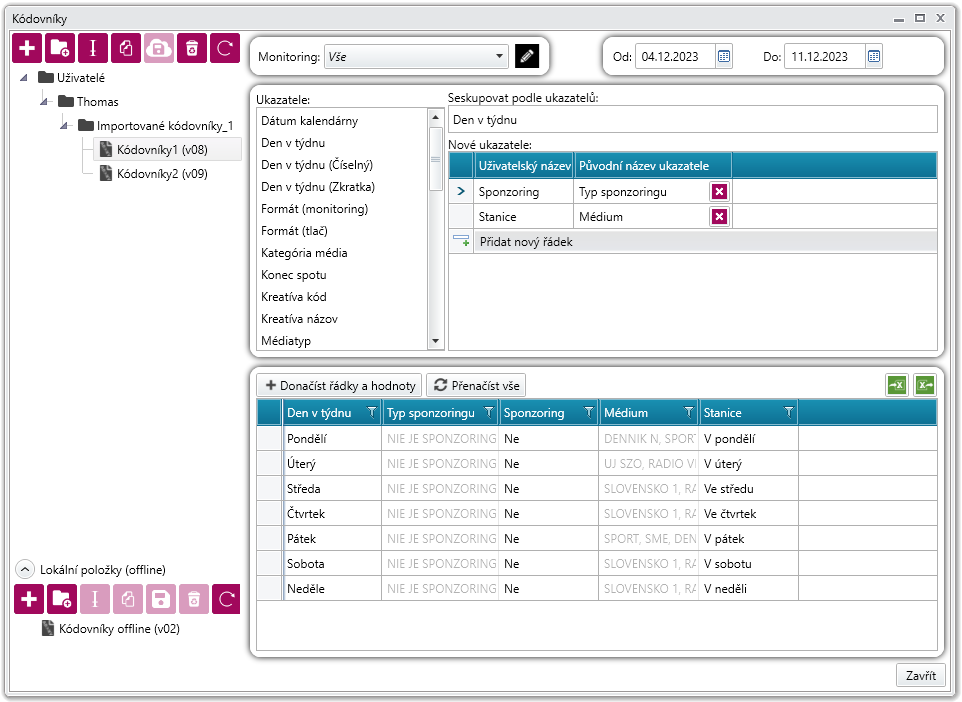 Kódovníky
Uživatelé
Thomas
Importované kódovníky_1
Kódovníky1 (v08)
Kódovníky2 (v09)
Lokální položky (offline)
Kódovníky offline (v02)
Monitoring: Vše
Od: 04.12.2023 Do: 11.12.2023
Ukazatele:
Dátum kalendárny
Den v týdnu
Den v týdnu (Číselný)
Den v týdnu (Zkratka)
Formát (monitoring)
Formát (tlač)
Kategória média
Konec spotu
Kreatíva kód
Kreatíva názov
Médiatyp
Seskupovat podle ukazatelů:
Den v týdnu
Nové ukazatele:
Uživatelský název Původní název ukazatele
Sponzoring Typ sponzoringu
Stanice Médium
Přidat nový řádek
Donačíst řádky a hodnoty Přenačíst vše
Den v týdnu Typ sponzoringu Sponzoring Médium Stanice
Pondělí NIE JE SPONZORING Ne DENNIK N, SPOR V pondělí
Úterý NIE JE SPONZORING Ne UJ SZO, RADIO V V úterý
Středa NIE JE SPONZORING Ne SLOVENSKO 1, RA Ve středu
Čtvrtek NIE JE SPONZORING Ne SLOVENSKO 1, RA Ve čtvrtek
Pátek NIE JE SPONZORING Ne SPORT, SME, DEN V pátek
Sobota NIE JE SPONZORING Ne SLOVENSKO 1, RA V sobotu
Neděle NIE JE SPONZORING Ne SLOVENSKO 1, RA V neděli
Zavřít